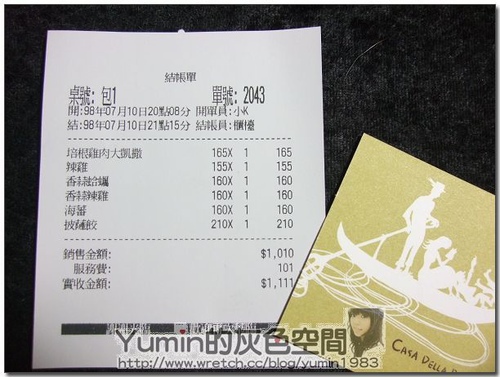 結帳單
桌號: 包1 單號: 2043
開:98年07月10日20點08分 開單員:小K
結:98年07月10日21點15分 結帳員:櫃檯
培根雞肉大凱撒 165X 1 165
辣雞 155X 1 155
香蒜蛤蠣 160X 1 160
香蒜辣雞 160X 1 160
海蕃 160X 1 160
披薩餃 210X 1 210
銷售金額: $1,010
服務費: 101
實收金額: $1,111
CASA DELLA
Yumin的灰色空間
http://www.wretch.cc/blog/yumin1983